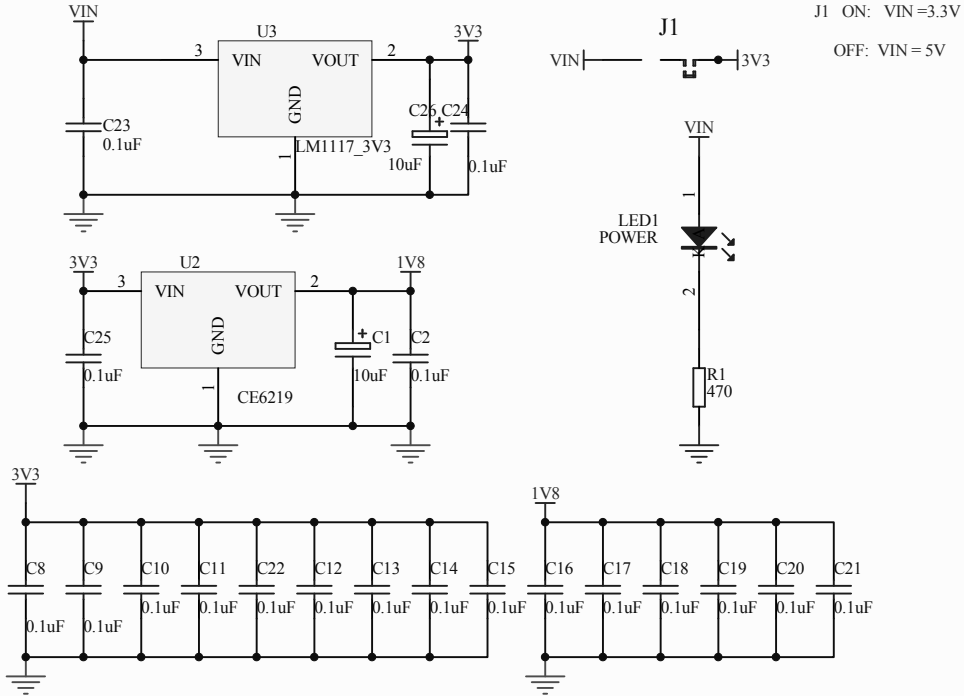 VIN
U3
3V3
3 VIN VOUT 2
GND
1
C23
0.1uF
LM1117_3V3
C26
10uF
C24
0.1uF
J1
VIN
3V3
J1 ON: VIN =3.3V
OFF: VIN = 5V
VIN
1
LED1
POWER
2
R1
470
3V3
U2
1V8
3 VIN VOUT 2
GND
1
C25
0.1uF
CE6219
C1
10uF
C2
0.1uF
3V3
C8
0.1uF
C9
0.1uF
C10
0.1uF
C11
0.1uF
C22
0.1uF
C12
0.1uF
C13
0.1uF
C14
0.1uF
C15
0.1uF
1V8
C16
0.1uF
C17
0.1uF
C18
0.1uF
C19
0.1uF
C20
0.1uF
C21
0.1uF